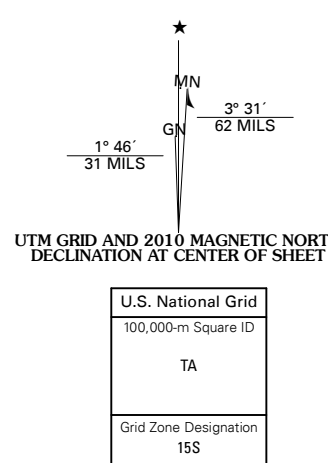 MN
3° 31´
62 MILS
GN
1° 46´
31 MILS
UTM GRID AND 2010 MAGNETIC NORT
DECLINATION AT CENTER OF SHEET
U.S. National Grid
100,000-m Square ID
TA
Grid Zone Designation
15S